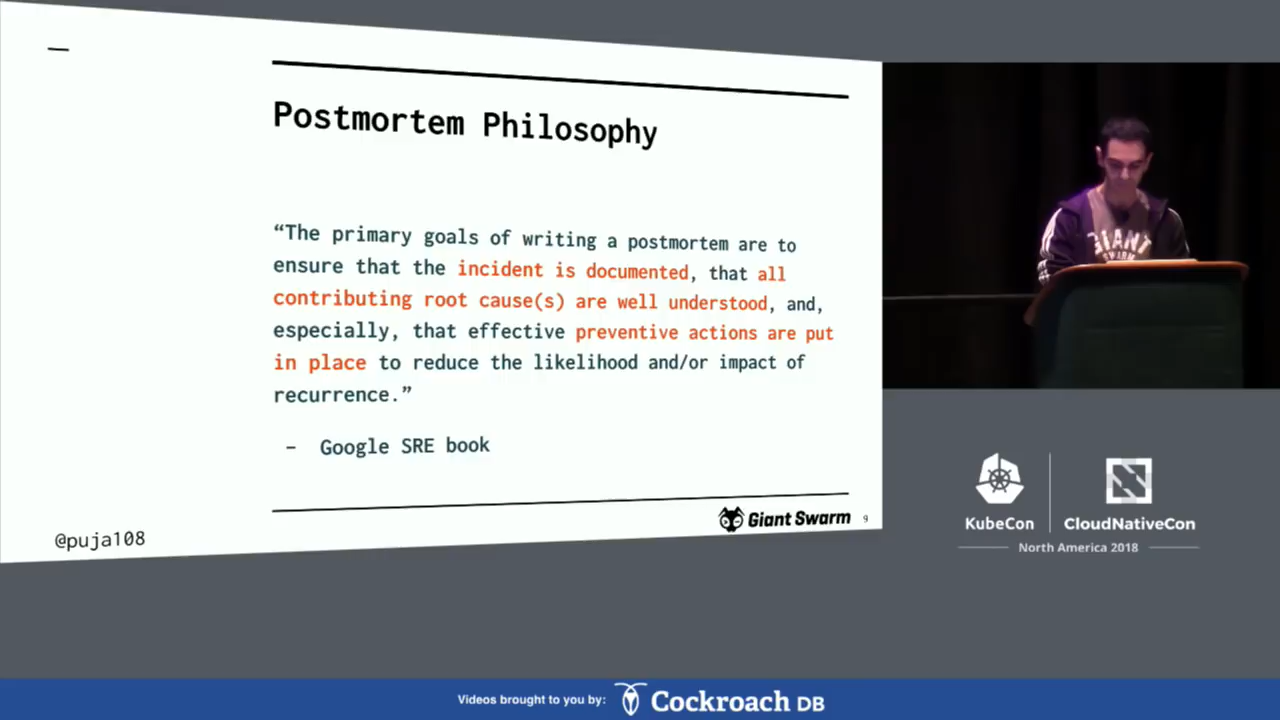 Postmortem Philosophy
“The primary goals of writing a postmortem are to
ensure that the incident is documented, that all
contributing root cause(s) are well understood, and,
especially, that effective preventive actions are put
in place to reduce the likelihood and/or impact of
recurrence.”
– Google SRE book
@puja108
Giant Swarm
9
GIANT
SWARM
KubeCon
CloudNativeCon
North America 2018
Videos brought to you by:
Cockroach DB